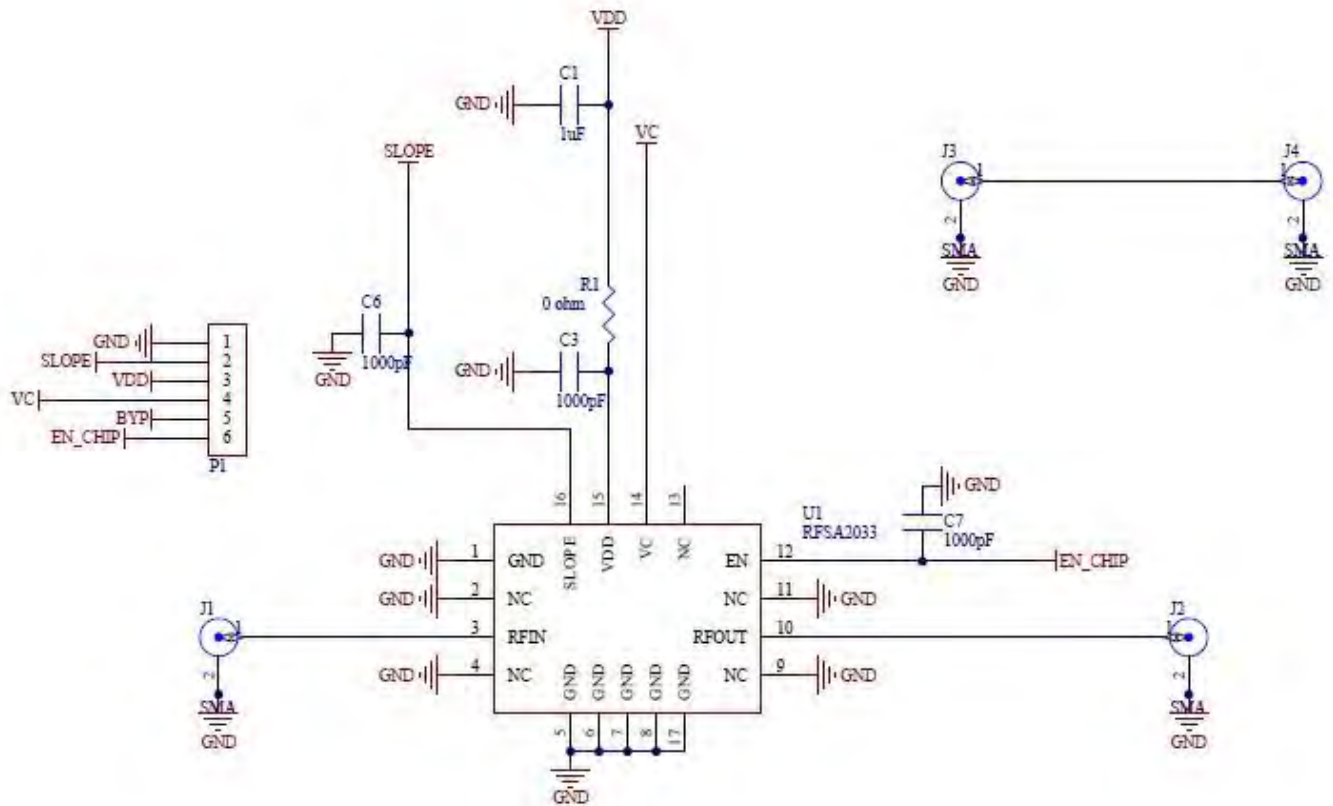 VDD
C1
GND
1uF
VC
SLOPE
J3
1
2
SMA
GND
J4
1
2
SMA
GND
R1
0 ohm
C6
1000pF
GND
C3
GND
1000pF
GND 1
SLOPE 2
VDD 3
VC 4
BYP 5
EN_CHIP 6
P1
16
15
14
13
SLOPE
VDD
VC
NC
U1
RFSA2033
GND
C7
1000pF
GND 1 GND
EN 12 EN_CHIP
GND 2 NC
NC 11 GND
J1
1
2
SMA
GND
3 RFIN
RFOUT 10
J2
1
2
SMA
GND
GND 4 NC
NC 9 GND
GND
GND
GND
GND
GND
5
6
7
8
17
GND